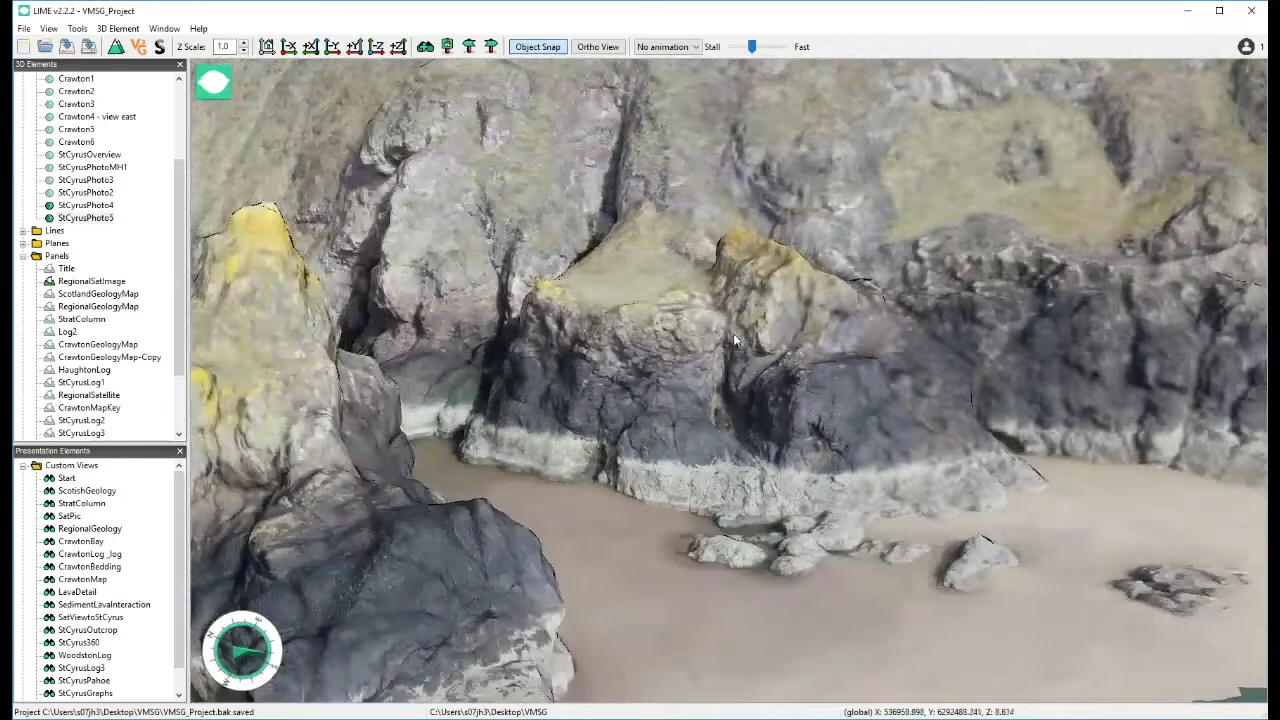 LIME v2.2.2 - VMSG_Project
File View Tools 3D Element Window Help
Z Scale: 1.0 -X +X -Y +Y -Z +Z Object Snap Ortho View No animation Stall Fast 1
3D Elements
Crawton1
Crawton2
Crawton3
Crawton4 - view east
Crawton5
Crawton6
StCyrusOverview
StCyrusPhotoMH1
StCyrusPhoto3
StCyrusPhoto2
StCyrusPhoto4
StCyrusPhoto5
Lines
Planes
Panels
Title
RegionalSatImage
ScotlandGeologyMap
RegionalGeologyMap
StratColumn
Log2
CrawtonGeologyMap
CrawtonGeologyMap-Copy
HaughtonLog
StCyrusLog1
RegionalSatellite
CrawtonMapKey
StCyrusLog2
StCyrusLog3
Presentation Elements
Custom Views
Start
ScotishGeology
StratColumn
SatPic
RegionalGeology
CrawtonBay
CrawtonLog _log
CrawtonBedding
CrawtonMap
LavaDetail
SedimentLavaInteraction
SatViewtoStCyrus
StCyrusOutcrop
StCyrus360
WoodstonLog
StCyrusLog3
StCyrusPahoe
StCyrusGraphs
N E S W
Project C:\Users\s07jh3\Desktop\VMSG\VMSG_Project.bak saved C:\Users\s07jh3\Desktop\VMSG (global) X: 536959.898, Y: 6292488.241, Z: 8.814